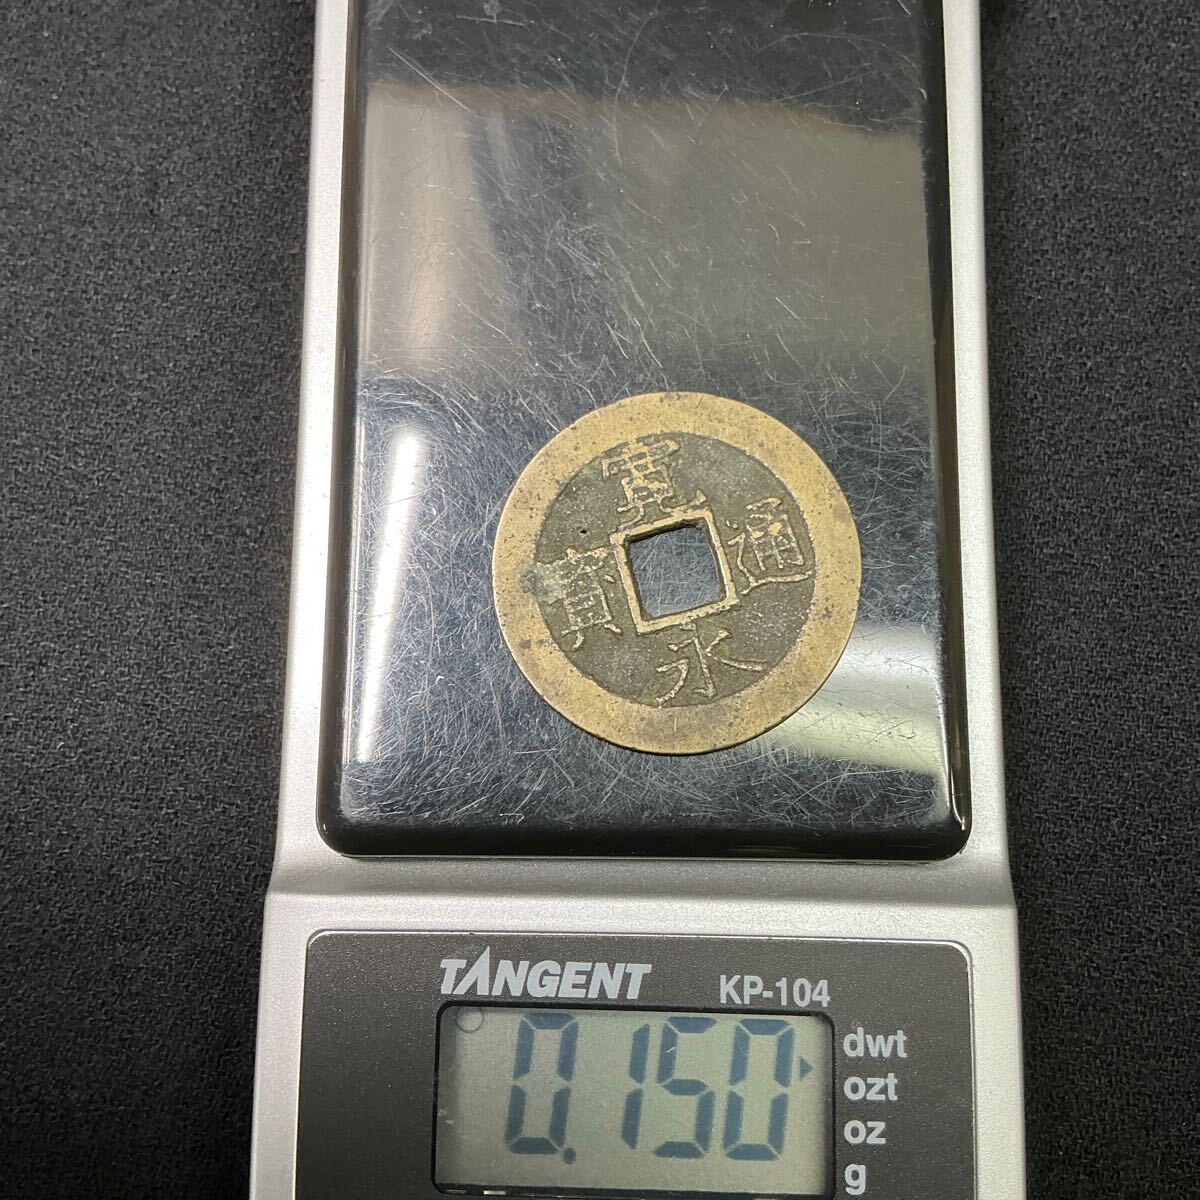 寛
通
寳
永
TANGENT KP-104
0.150
dwt
ozt
oz
g